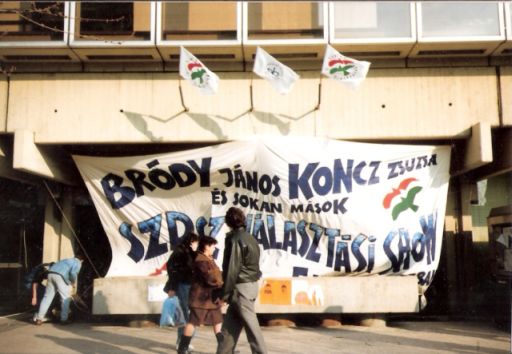 BRÓDY JÁNOS KONCZ ZSUZSA
ÉS SOKAN MÁSOK
SZDSZ VÁLASZTÁSI SHOW